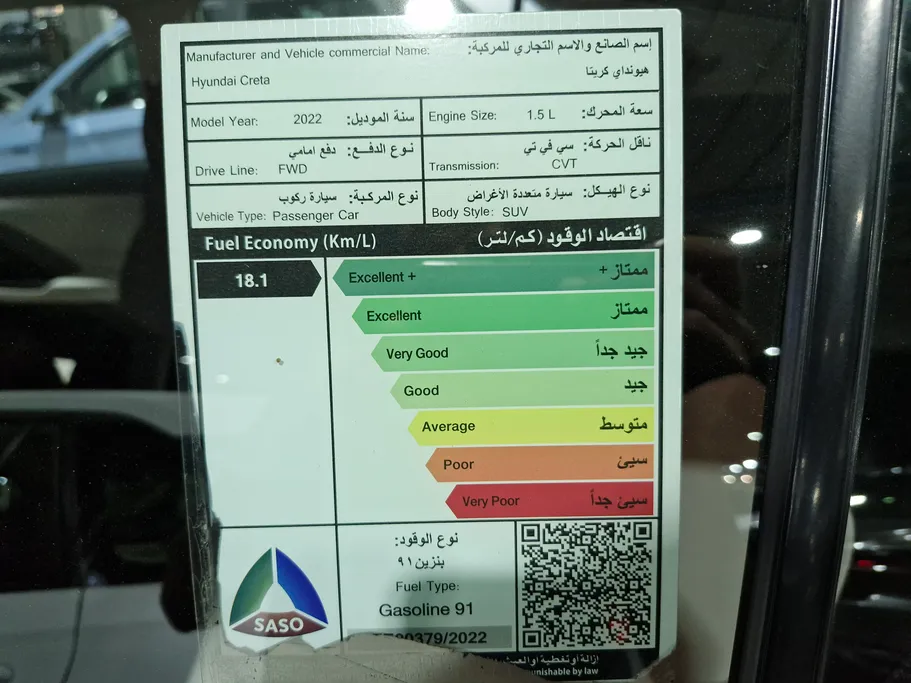 Manufacturer and Vehicle commercial Name: إسم الصانع والاسم التجاري للمركبة:
Hyundai Creta هيونداي كريتا
Model Year: 2022 سنة الموديل:
Engine Size: 1.5 L سعة المحرك:
نوع الدفع: دفع امامي
Drive Line: FWD
ناقل الحركة: سي في تي
Transmission: CVT
نوع المركبة: سيارة ركوب
Vehicle Type: Passenger Car
نوع الهيكل: سيارة متعددة الأغراض
Body Style: SUV
Fuel Economy (Km/L) اقتصاد الوقود (كم/لتر)
18.1
Excellent + ممتاز +
Excellent ممتاز
Very Good جيد جداً
Good جيد
Average متوسط
Poor سيئ
Very Poor سيئ جداً
SASO
نوع الوقود:
بنزين ٩١
Fuel Type:
Gasoline 91
0379/2022
إزالة أو تغطية أو
punishable by law